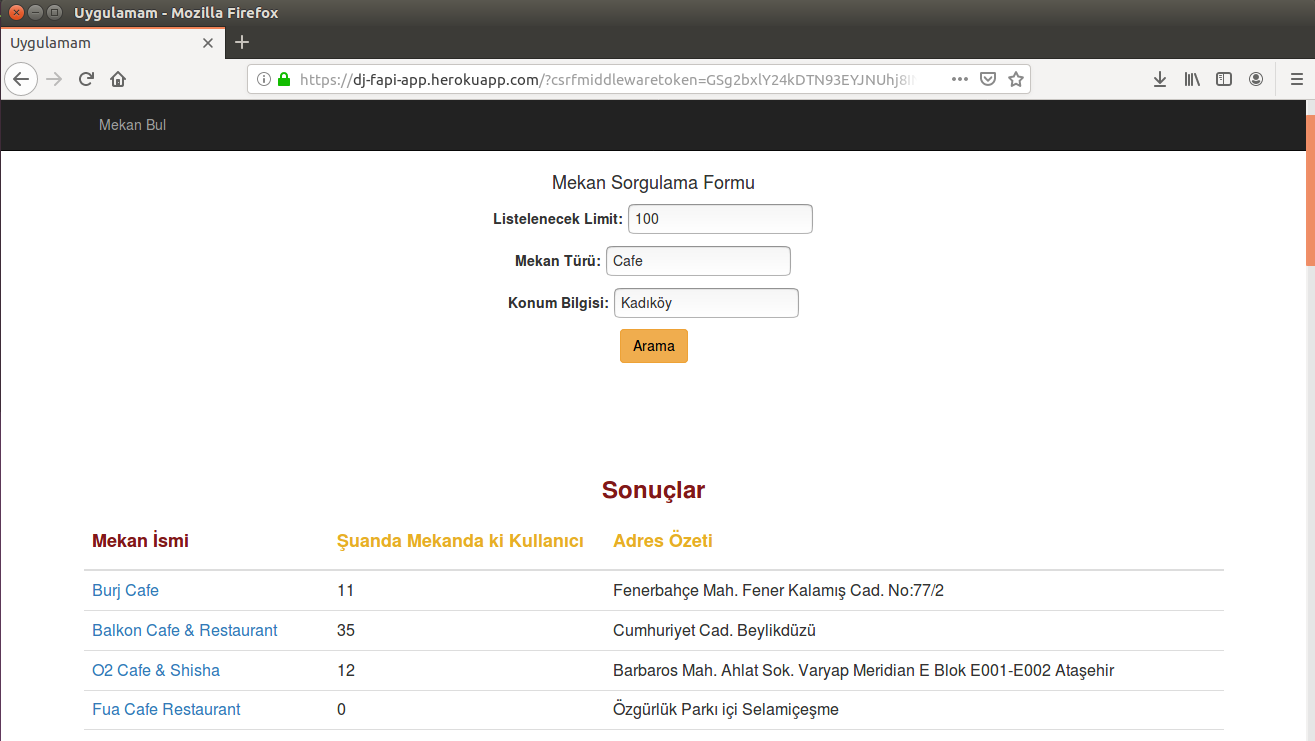 Uygulamam - Mozilla Firefox
Uygulamam
https://dj-fapi-app.herokuapp.com/?csrfmiddlewaretoken=GSg2bxlY24kDTN93EYJNUhj8I
Mekan Bul
Mekan Sorgulama Formu
Listelenecek Limit: 100
Mekan Türü: Cafe
Konum Bilgisi: Kadıköy
Arama
Sonuçlar
Mekan İsmi Şuanda Mekanda ki Kullanıcı Adres Özeti
Burj Cafe 11 Fenerbahçe Mah. Fener Kalamış Cad. No:77/2
Balkon Cafe & Restaurant 35 Cumhuriyet Cad. Beylikdüzü
O2 Cafe & Shisha 12 Barbaros Mah. Ahlat Sok. Varyap Meridian E Blok E001-E002 Ataşehir
Fua Cafe Restaurant 0 Özgürlük Parkı içi Selamiçeşme